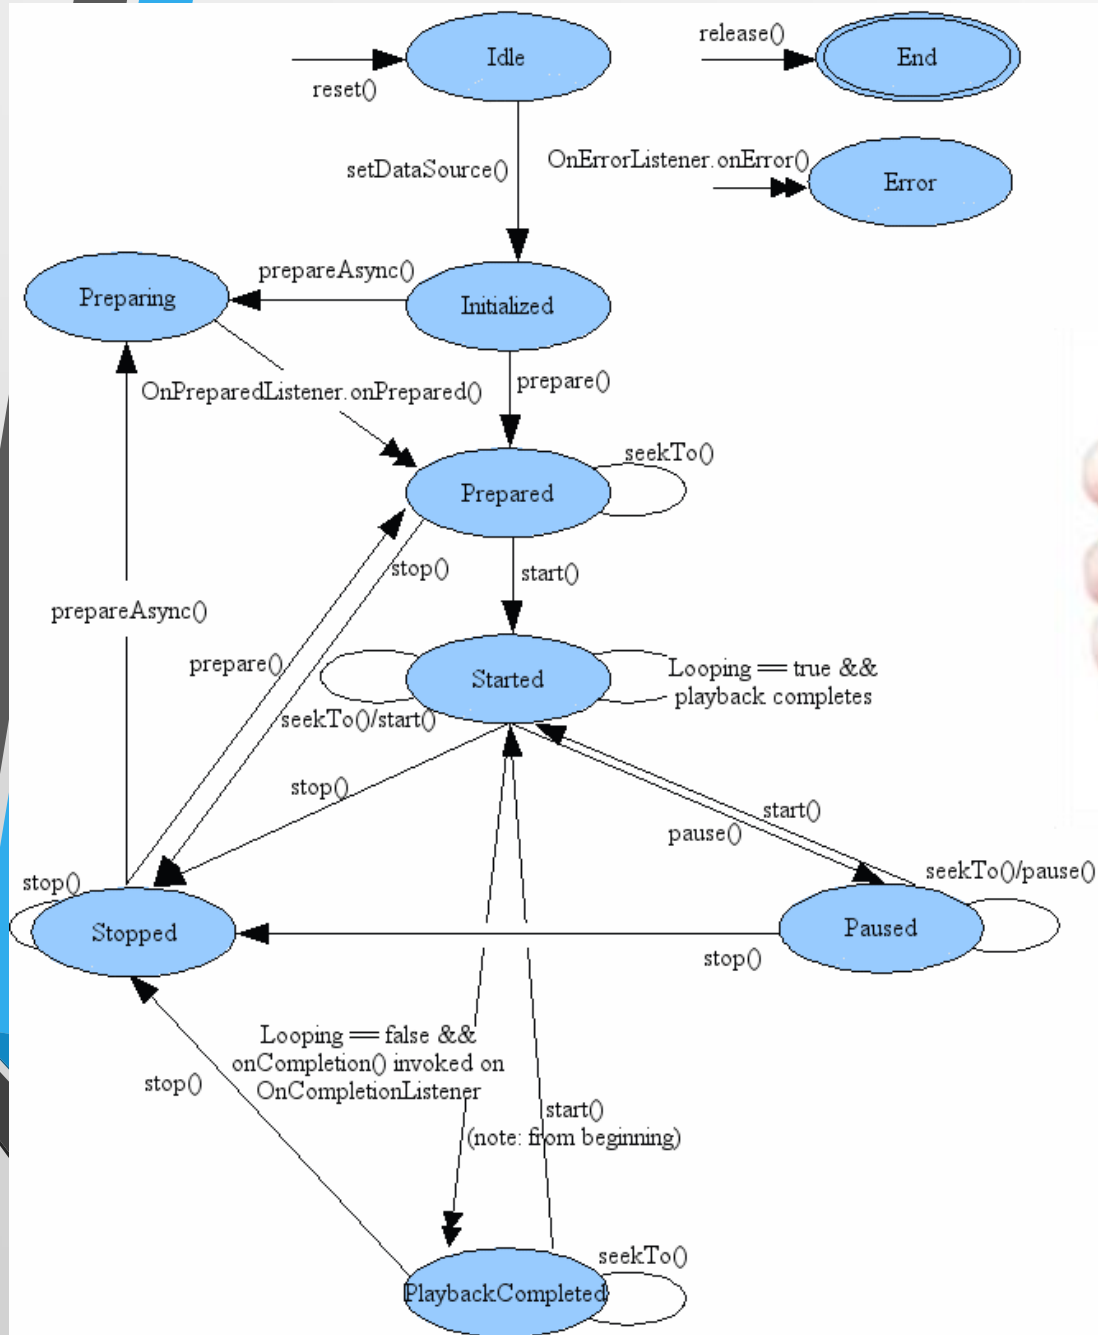 Idle
release()
End
reset()
setDataSource()
OnErrorListener.onError()
Error
prepareAsync()
Preparing
Initialized
OnPreparedListener.onPrepared()
prepare()
seekTo()
Prepared
stop()
start()
prepareAsync()
prepare()
Started
Looping == true &&
playback completes
seekTo()/start()
stop()
start()
pause()
seekTo()/pause()
stop()
Stopped
Paused
stop()
Looping == false &&
onCompletion() invoked on
OnCompletionListener
stop()
start()
(note: from beginning)
seekTo()
PlaybackCompleted